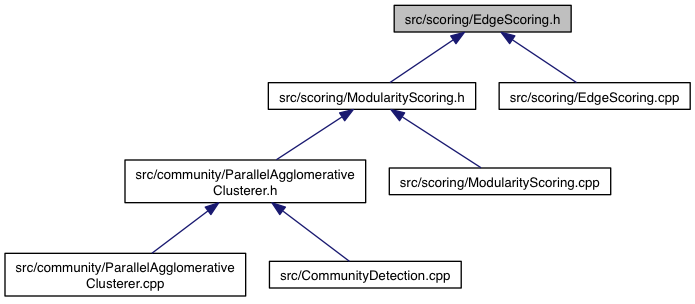 src/scoring/EdgeScoring.h
src/scoring/ModularityScoring.h
src/scoring/EdgeScoring.cpp
src/community/ParallelAgglomerative
Clusterer.h
src/scoring/ModularityScoring.cpp
src/community/ParallelAgglomerative
Clusterer.cpp
src/CommunityDetection.cpp